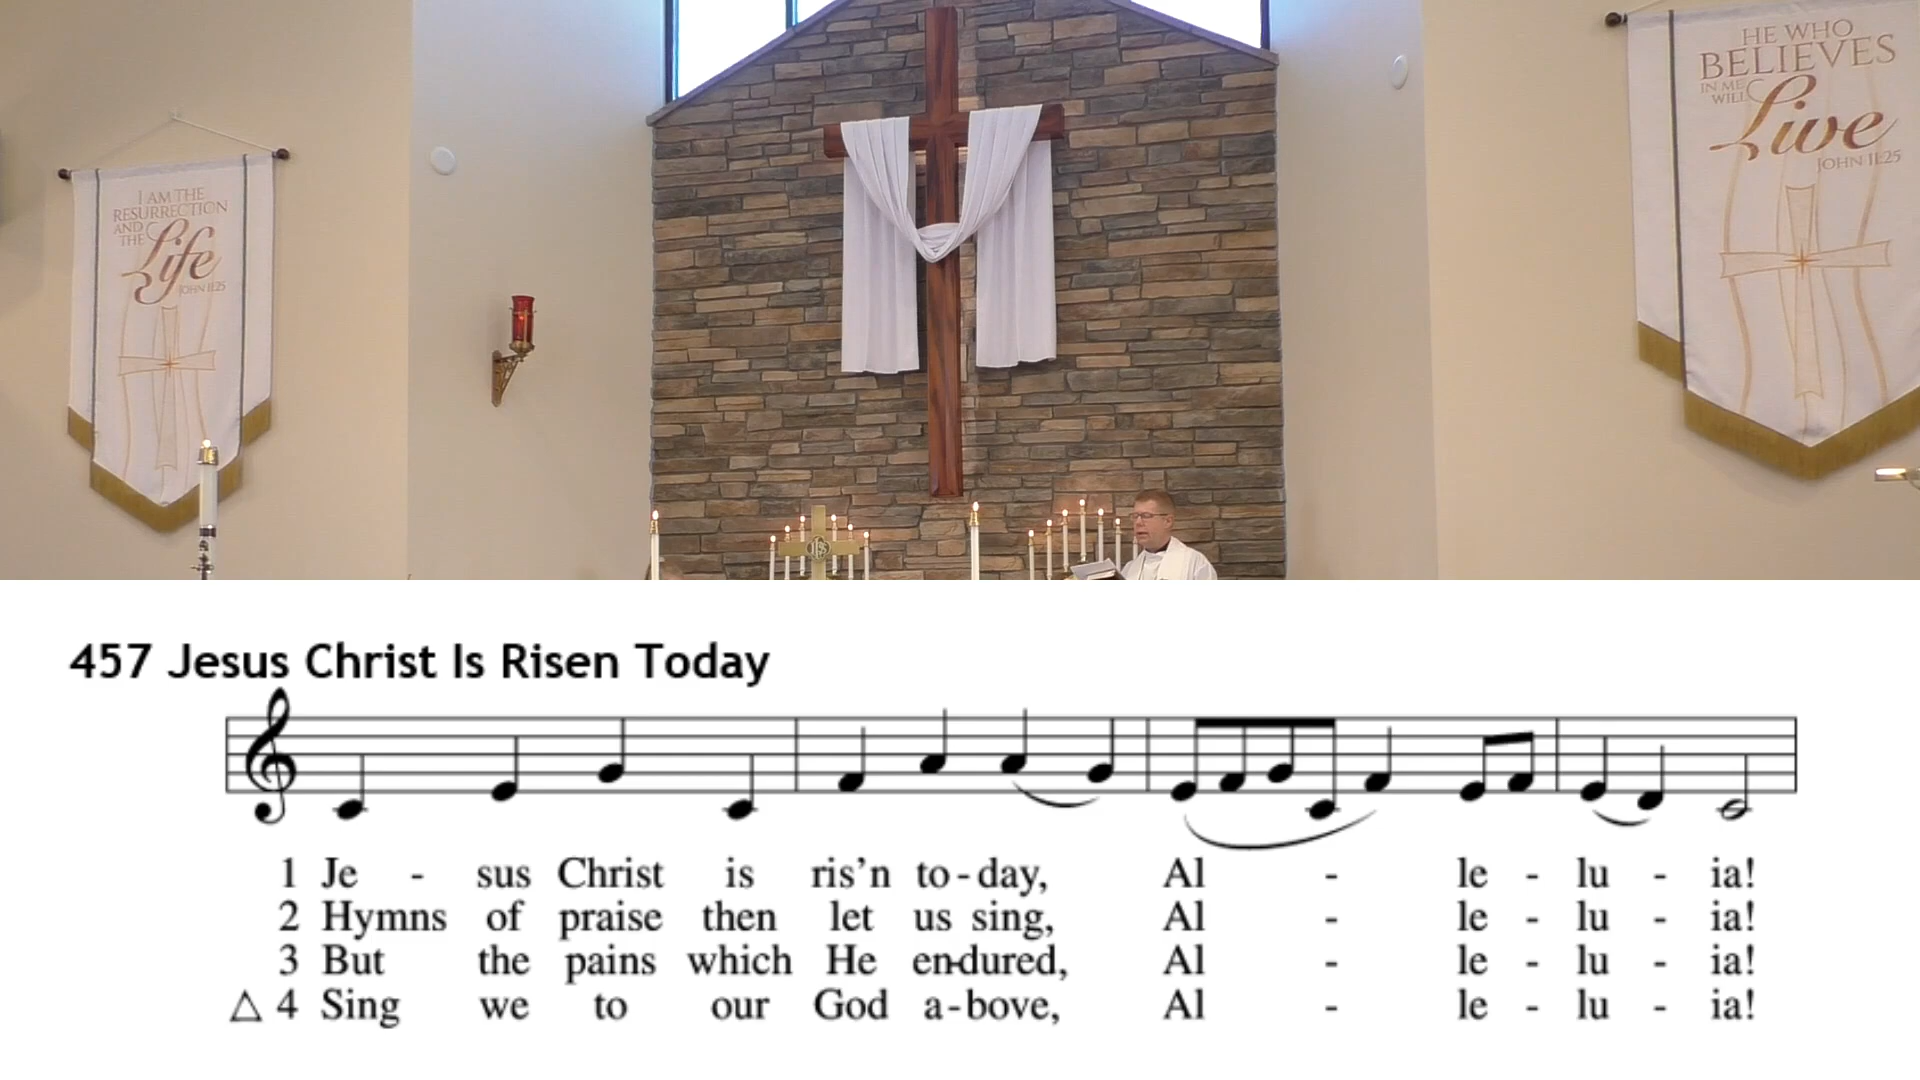 I AM THE
RESURRECTION
AND
THE Life
JOHN 11:25
HE WHO
BELIEVES
IN ME
WILL Live
JOHN 11:25
IHS
457 Jesus Christ Is Risen Today
1 Je - sus Christ is ris'n to - day, Al - le - lu - ia!
2 Hymns of praise then let us sing, Al - le - lu - ia!
3 But the pains which He en-dured, Al - le - lu - ia!
△ 4 Sing we to our God a - bove, Al - le - lu - ia!